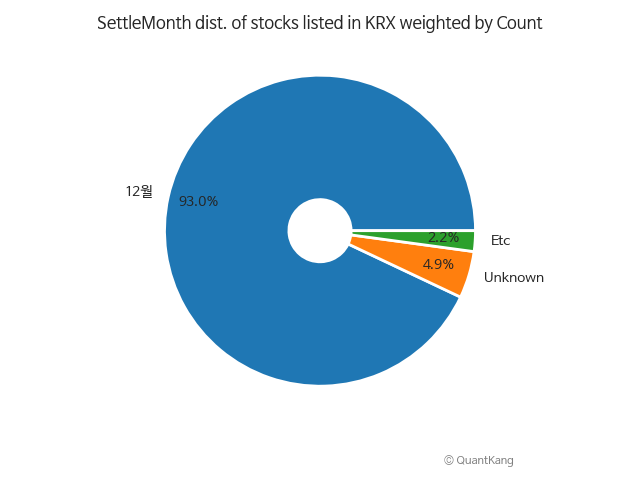 SettleMonth dist. of stocks listed in KRX weighted by Count
12월
93.0%
2.2%
Etc
4.9%
Unknown
© QuantKang